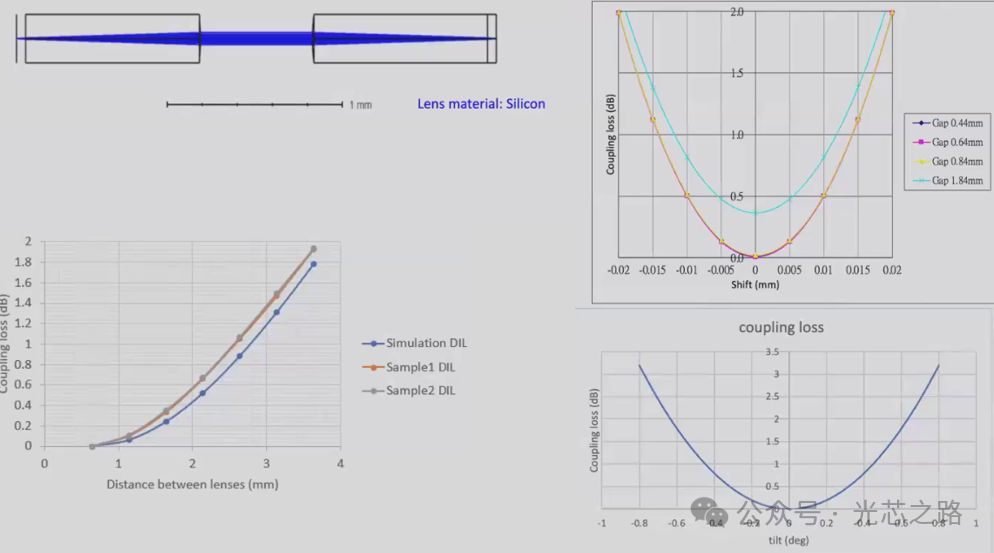 1 mm
Lens material: Silicon
2.0
1.5
1.0
0.5
0.0
Coupling loss (dB)
-0.02 -0.015 -0.01 -0.005 0 0.005 0.01 0.015 0.02
Shift (mm)
Gap 0.44mm
Gap 0.64mm
Gap 0.84mm
Gap 1.84mm
2
1.8
1.6
1.4
1.2
1
0.8
0.6
0.4
0.2
0
Coupling loss (dB)
0 1 2 3 4
Distance between lenses (mm)
Simulation DIL
Sample1 DIL
Sample2 DIL
coupling loss
3.5
3
2.5
2
1.5
1
0.5
Coupling loss (dB)
-1 -0.8 -0.6 -0.4 -0.2 0 0.2 0.4 0.6 0.8 1
tilt (deg)
公众号 · 光芯之路